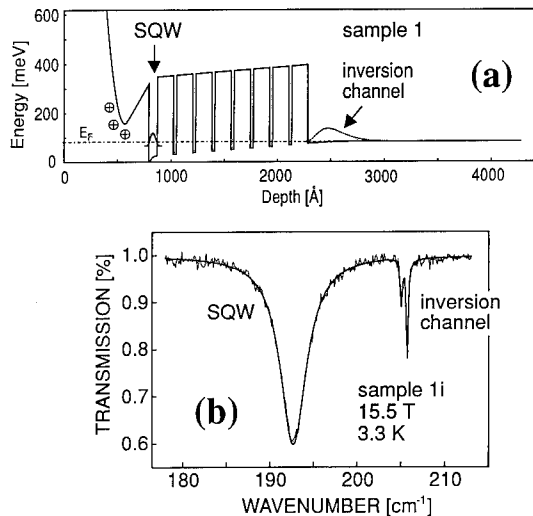 600
400
200
0
Energy [meV]
SQW
sample 1
(a)
inversion
channel
E_F
⊕
⊕
⊕
0 1000 2000 3000 4000
Depth [Å]
1.0
0.9
0.8
0.7
0.6
TRANSMISSION [%]
SQW
inversion
channel
sample 1i
15.5 T
3.3 K
(b)
180 190 200 210
WAVENUMBER [cm⁻¹]